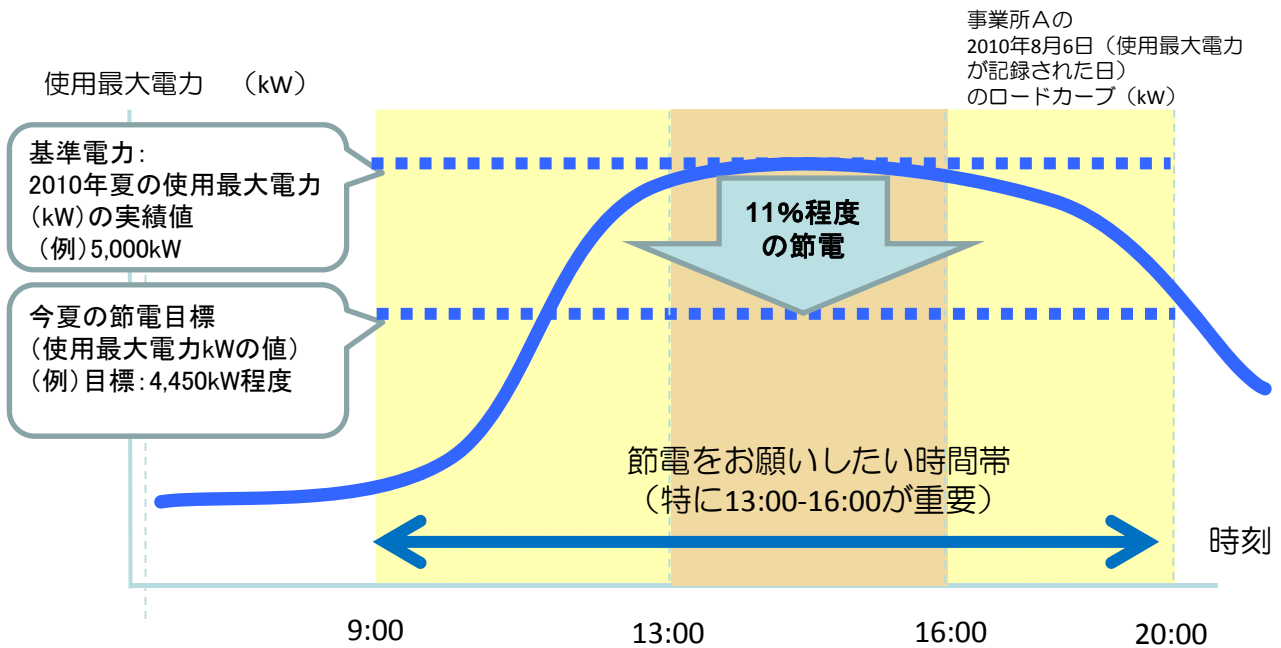 事業所Aの
2010年8月6日（使用最大電力
が記録された日）
のロードカーブ（kW）
使用最大電力　（kW）
基準電力：
2010年夏の使用最大電力
(kW)の実績値
(例)5,000kW
11%程度
の節電
今夏の節電目標
(使用最大電力kWの値)
(例)目標：4,450kW程度
節電をお願いしたい時間帯
（特に13:00-16:00が重要）
時刻
9:00
13:00
16:00
20:00